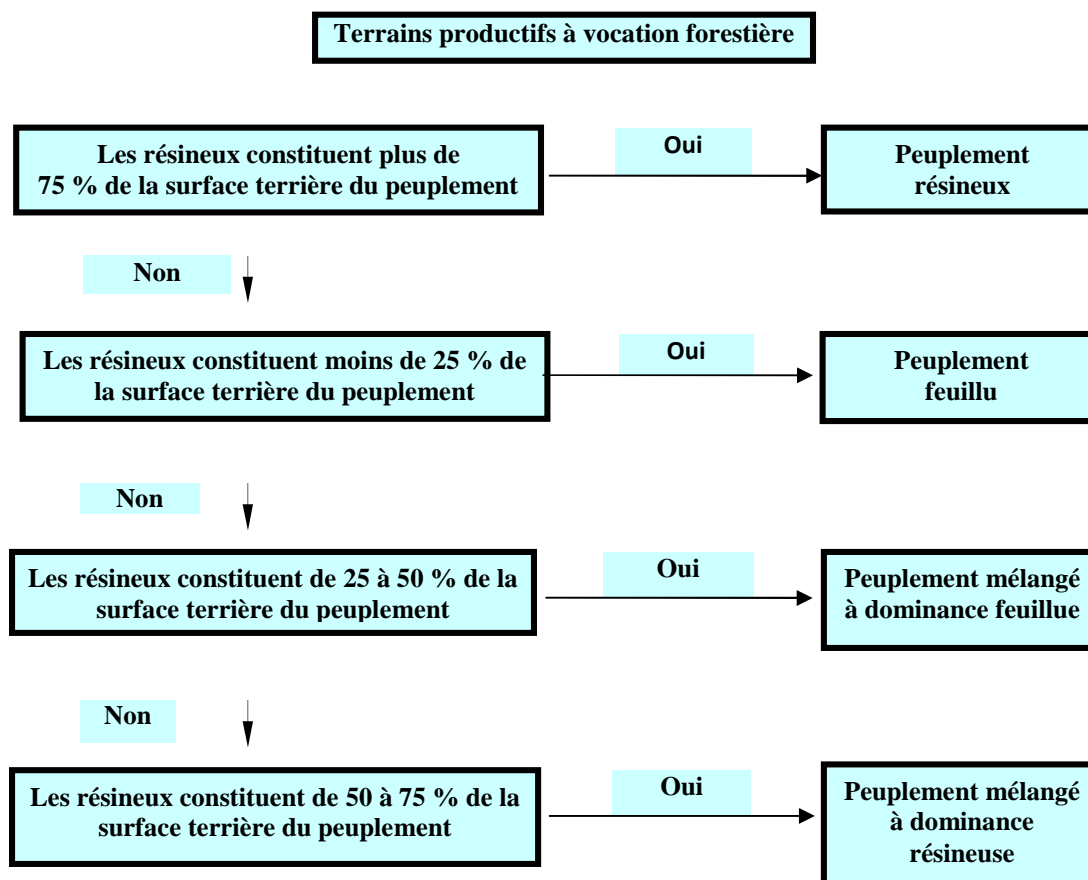 Terrains productifs à vocation forestière
Les résineux constituent plus de
75 % de la surface terrière du peuplement
Oui
Peuplement
résineux
Non
Les résineux constituent moins de 25 % de
la surface terrière du peuplement
Oui
Peuplement
feuillu
Non
Les résineux constituent de 25 à 50 % de la
surface terrière du peuplement
Oui
Peuplement mélangé
à dominance feuillue
Non
Les résineux constituent de 50 à 75 % de la
surface terrière du peuplement
Oui
Peuplement mélangé
à dominance
résineuse